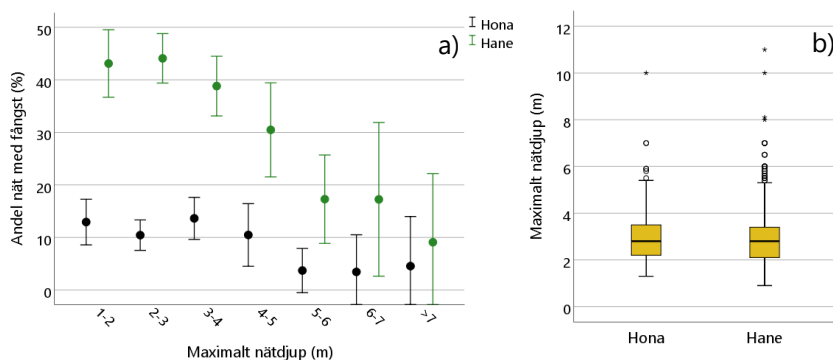 a)
Hona
Hane
Andel nät med fångst (%)
50
40
30
20
10
0
1-2
2-3
3-4
4-5
5-6
6-7
>7
Maximalt nätdjup (m)
b)
Maximalt nätdjup (m)
12
10
8
6
4
2
0
Hona
Hane